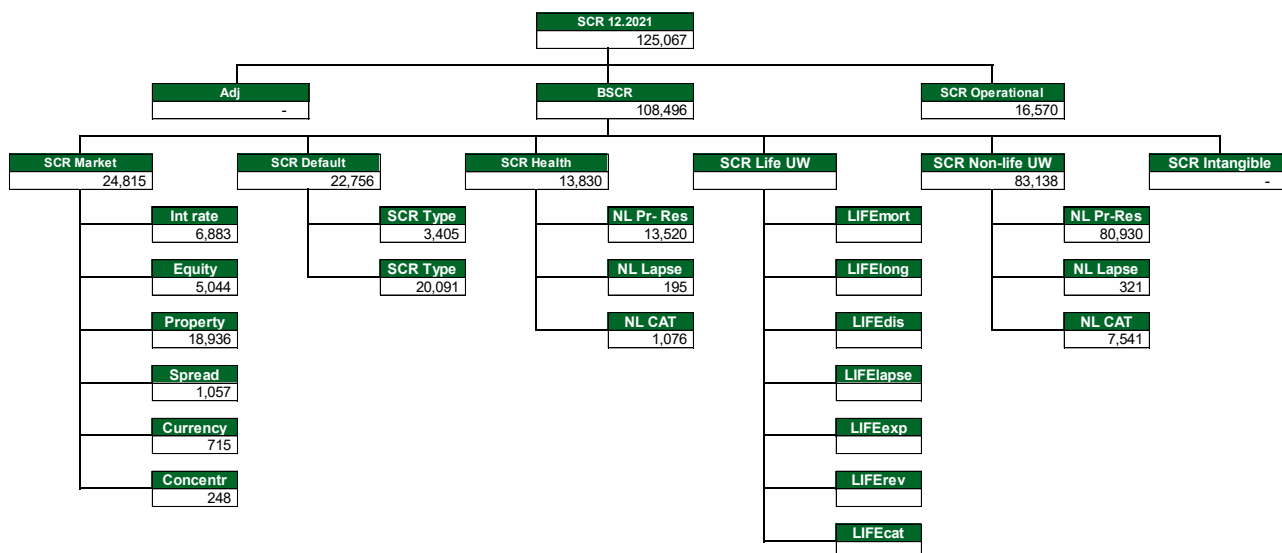 SCR 12.2021
125,067
Adj
-
BSCR
108,496
SCR Operational
16,570
SCR Market
24,815
SCR Default
22,756
SCR Health
13,830
SCR Life UW
SCR Non-life UW
83,138
SCR Intangible
-
Int rate
6,883
Equity
5,044
Property
18,936
Spread
1,057
Currency
715
Concentr
248
SCR Type
3,405
SCR Type
20,091
NL Pr- Res
13,520
NL Lapse
195
NL CAT
1,076
LIFEmort
LIFElong
LIFEdis
LIFElapse
LIFEexp
LIFErev
LIFEcat
NL Pr-Res
80,930
NL Lapse
321
NL CAT
7,541